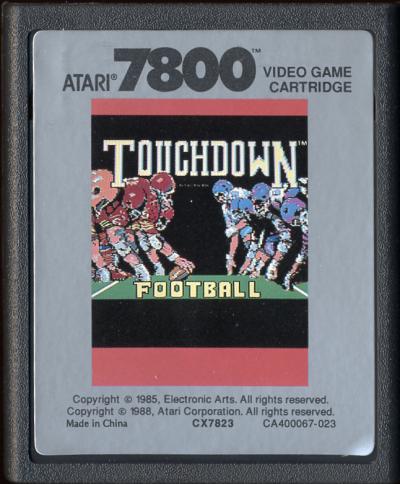 ATARI® 7800™ VIDEO GAME
CARTRIDGE
TOUCHDOWN™
FOOTBALL
Copyright © 1985, Electronic Arts. All rights reserved.
Copyright © 1988, Atari Corporation. All rights reserved.
Made in China CX7823 CA400067-023